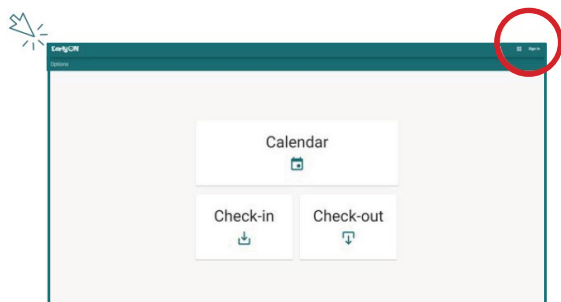 EarlyON
Sign in
Options
Calendar
Check-in
Check-out